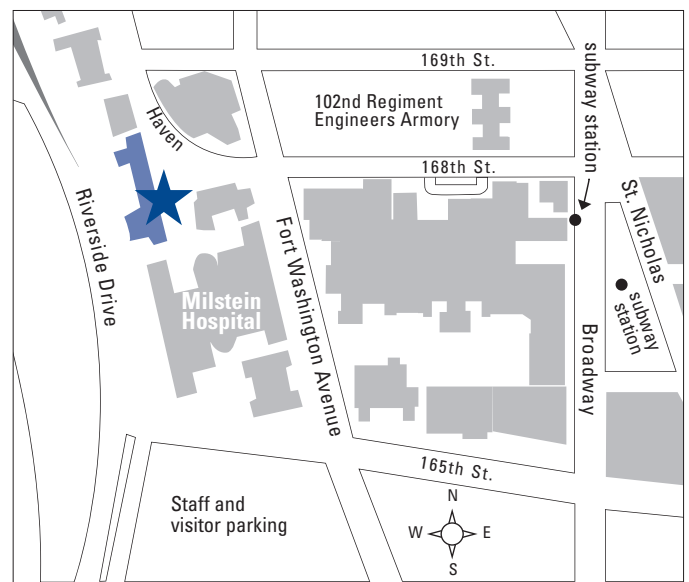 169th St.
subway station
102nd Regiment
Engineers Armory
Haven
168th St.
St. Nicholas
Riverside Drive
Fort Washington Avenue
Milstein
Hospital
subway
station
Broadway
165th St.
Staff and
visitor parking
N
W
E
S